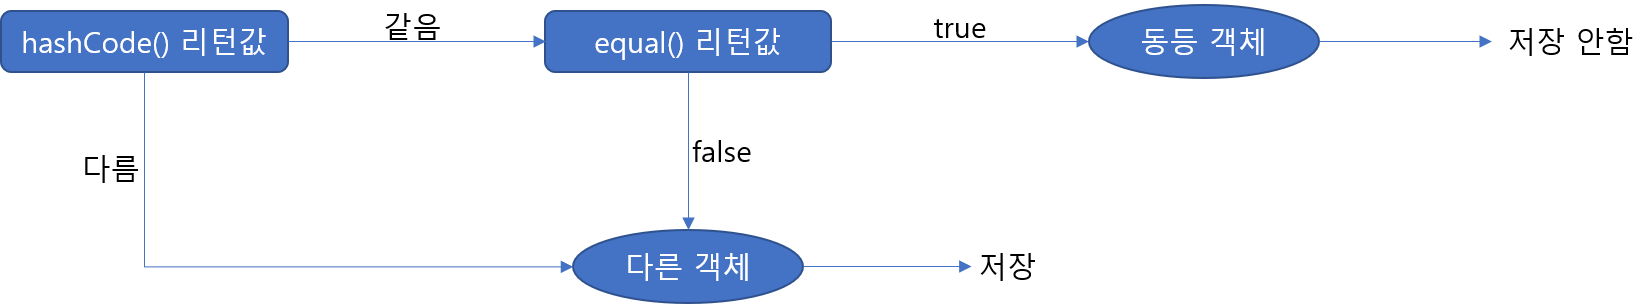 hashCode() 리턴값
같음
equal() 리턴값
true
동등 객체
저장 안함
다름
false
다른 객체
저장